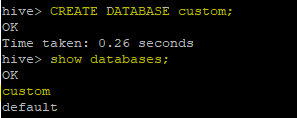 hive> CREATE DATABASE custom;
OK
Time taken: 0.26 seconds
hive> show databases;
OK
custom
default